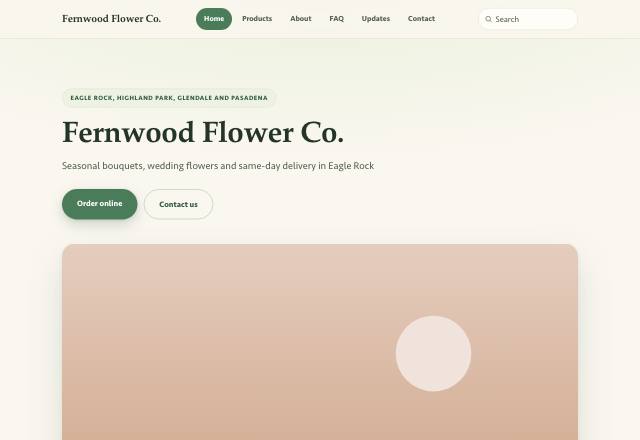 Fernwood Flower Co.
Home Products About FAQ Updates Contact
Search
EAGLE ROCK, HIGHLAND PARK, GLENDALE AND PASADENA
Fernwood Flower Co.
Seasonal bouquets, wedding flowers and same-day delivery in Eagle Rock
Order online
Contact us